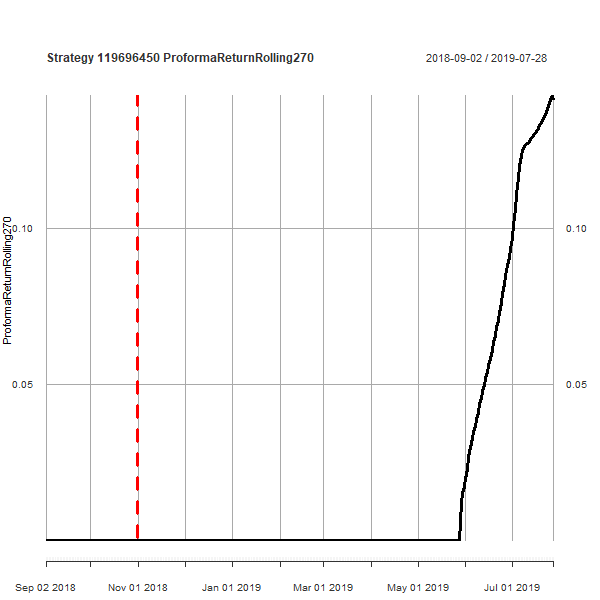 Strategy 119696450 ProformaReturnRolling270
2018-09-02 / 2019-07-28
ProformaReturnRolling270
0.10
0.10
0.05
0.05
Sep 02 2018
Nov 01 2018
Jan 01 2019
Mar 01 2019
May 01 2019
Jul 01 2019